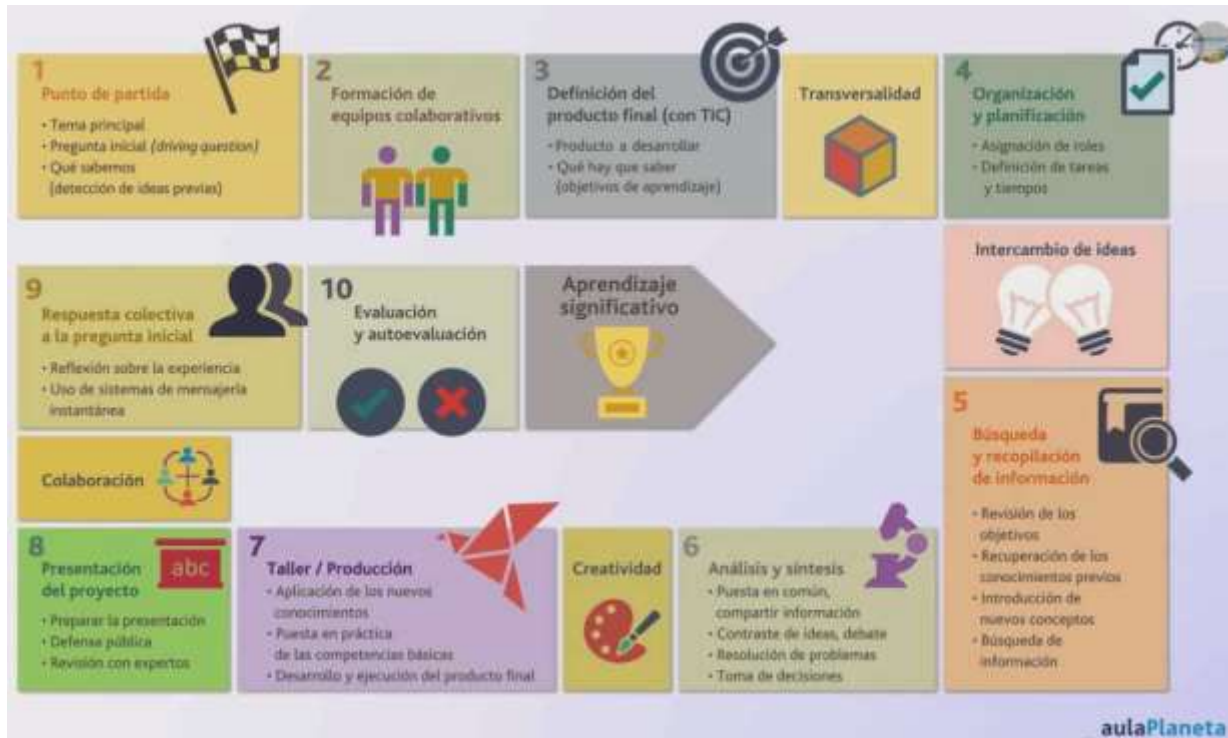 1
Punto de partida
• Tema principal
• Pregunta inicial (driving question)
• Qué sabemos
(detección de ideas previas)
2
Formación de
equipos colaborativos
3
Definición del
producto final (con TIC)
• Producto a desarrollar
• Qué hay que saber
(objetivos de aprendizaje)
Transversalidad
4
Organización
y planificación
• Asignación de roles
• Definición de tareas
y tiempos
Intercambio de ideas
5
Búsqueda
y recopilación
de información
• Revisión de los
objetivos
• Recuperación de los
conocimientos previos
• Introducción de
nuevos conceptos
• Búsqueda de
información
6
Análisis y síntesis
• Puesta en común,
compartir información
• Contraste de ideas, debate
• Resolución de problemas
• Toma de decisiones
Creatividad
7
Taller / Producción
• Aplicación de los nuevos
conocimientos
• Puesta en práctica
de las competencias básicas
• Desarrollo y ejecución del producto final
8
Presentación
del proyecto
abc
• Preparar la presentación
• Defensa pública
• Revisión con expertos
Colaboración
9
Respuesta colectiva
a la pregunta inicial
• Reflexión sobre la experiencia
• Uso de sistemas de mensajería
instantánea
10
Evaluación
y autoevaluación
Aprendizaje
significativo
aulaPlaneta